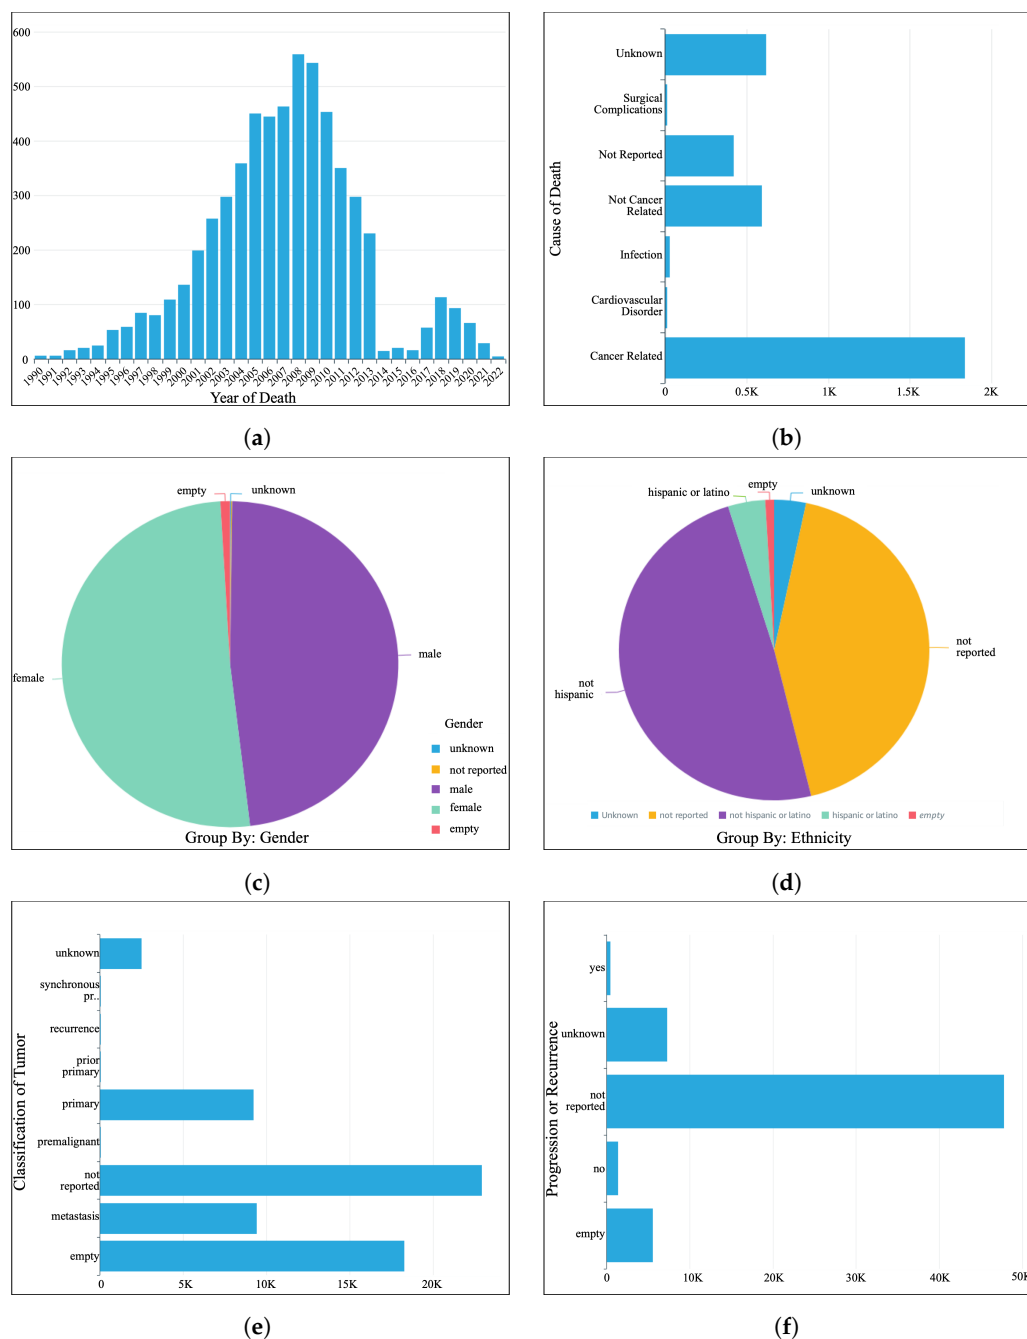 600
500
400
300
200
100
0
1990 1991 1992 1993 1994 1995 1996 1997 1998 1999 2000 2001 2002 2003 2004 2005 2006 2007 2008 2009 2010 2011 2012 2013 2014 2015 2016 2017 2018 2019 2020 2021 2022
Year of Death
(a)
Cause of Death
Unknown
Surgical
Complications
Not Reported
Not Cancer
Related
Infection
Cardiovascular
Disorder
Cancer Related
0 0.5K 1K 1.5K 2K
(b)
empty unknown
male
female
Gender
unknown
not reported
male
female
empty
Group By: Gender
(c)
empty
hispanic or latino unknown
not
reported
not
hispanic
Unknown not reported not hispanic or latino hispanic or latino empty
Group By: Ethnicity
(d)
Classification of Tumor
unknown
synchronous
pr..
recurrence
prior
primary
primary
premalignant
not
reported
metastasis
empty
0 5K 10K 15K 20K
(e)
Progression or Recurrence
yes
unknown
not
reported
no
empty
0 10K 20K 30K 40K 50K
(f)